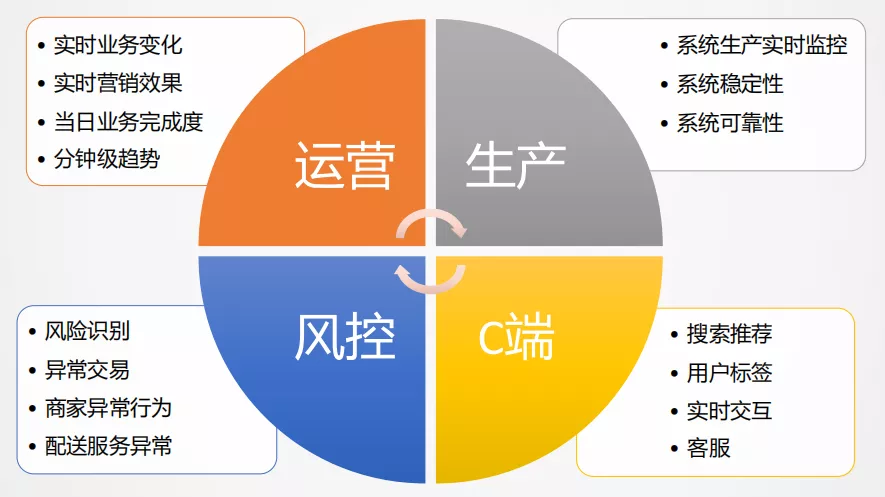 • 实时业务变化
• 实时营销效果
• 当日业务完成度
• 分钟级趋势
运营
• 系统生产实时监控
• 系统稳定性
• 系统可靠性
生产
• 风险识别
• 异常交易
• 商家异常行为
• 配送服务异常
风控
• 搜索推荐
• 用户标签
• 实时交互
• 客服
C端